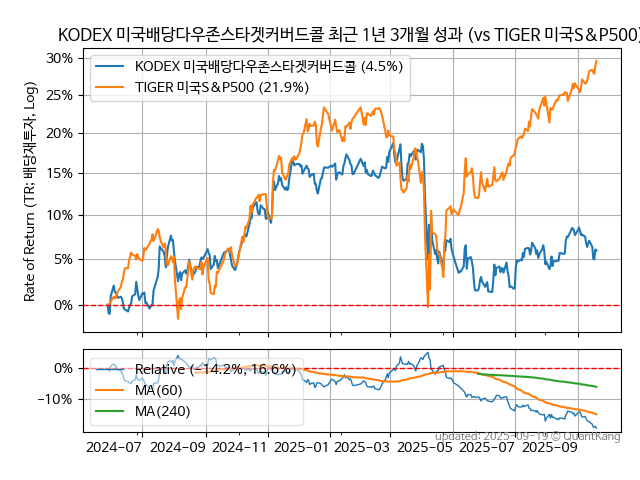 KODEX 미국배당다우존스타겟커버드콜 최근 1년 3개월 성과 (vs TIGER 미국S&P500)
Rate of Return (TR: 배당재투자, Log)
30%
25%
20%
15%
10%
5%
0%
KODEX 미국배당다우존스타겟커버드콜 (4.5%)
TIGER 미국S&P500 (21.9%)
0%
−10%
Relative (−14.2%, 16.6%)
MA(60)
MA(240)
2024-07
2024-09
2024-11
2025-01
2025-03
2025-05
2025-07
2025-09
updated: 2025-09-19 © QuantKang